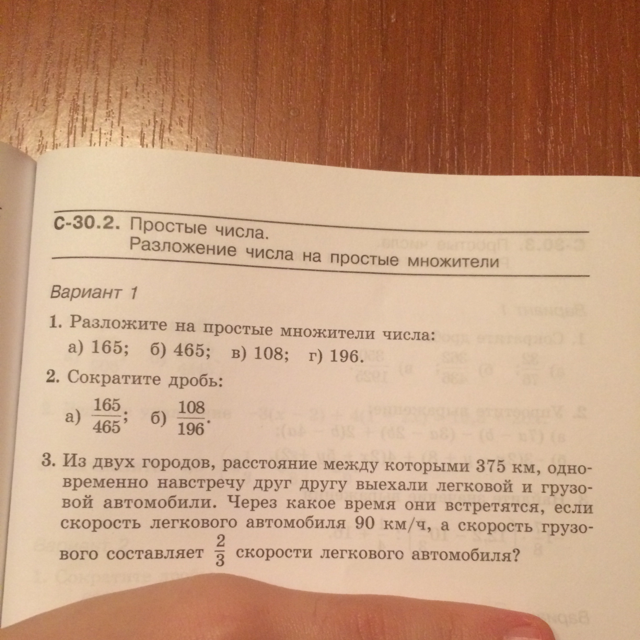 С-30.2. Простые числа.
Разложение числа на простые множители
Вариант 1
1. Разложите на простые множители числа:
а) 165; б) 465; в) 108; г) 196.
2. Сократите дробь:
а) 165/465; б) 108/196.
3. Из двух городов, расстояние между которыми 375 км, одно-
временно навстречу друг другу выехали легковой и грузо-
вой автомобили. Через какое время они встретятся, если
скорость легкового автомобиля 90 км/ч, а скорость грузо-
вого составляет 2/3 скорости легкового автомобиля?